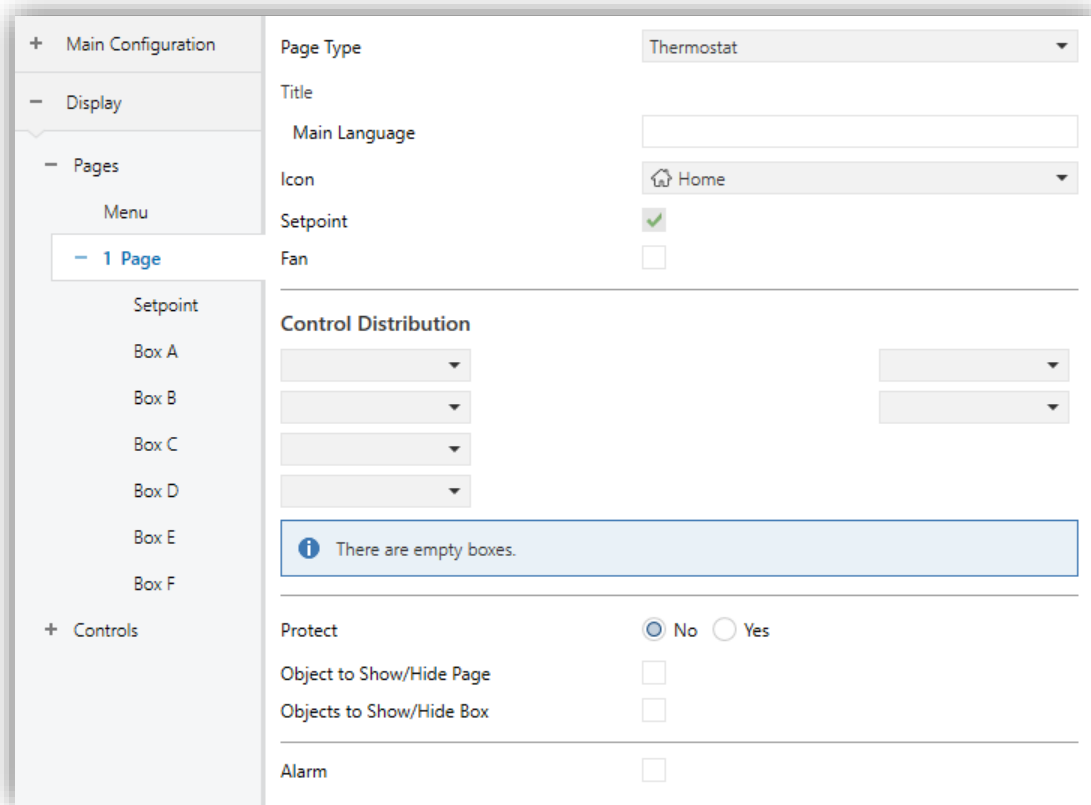 + Main Configuration
− Display
− Pages
Menu
− 1 Page
Setpoint
Box A
Box B
Box C
Box D
Box E
Box F
+ Controls
Page Type
Thermostat
Title
Main Language
Icon
Home
Setpoint
Fan
Control Distribution
There are empty boxes.
Protect
No
Yes
Object to Show/Hide Page
Objects to Show/Hide Box
Alarm